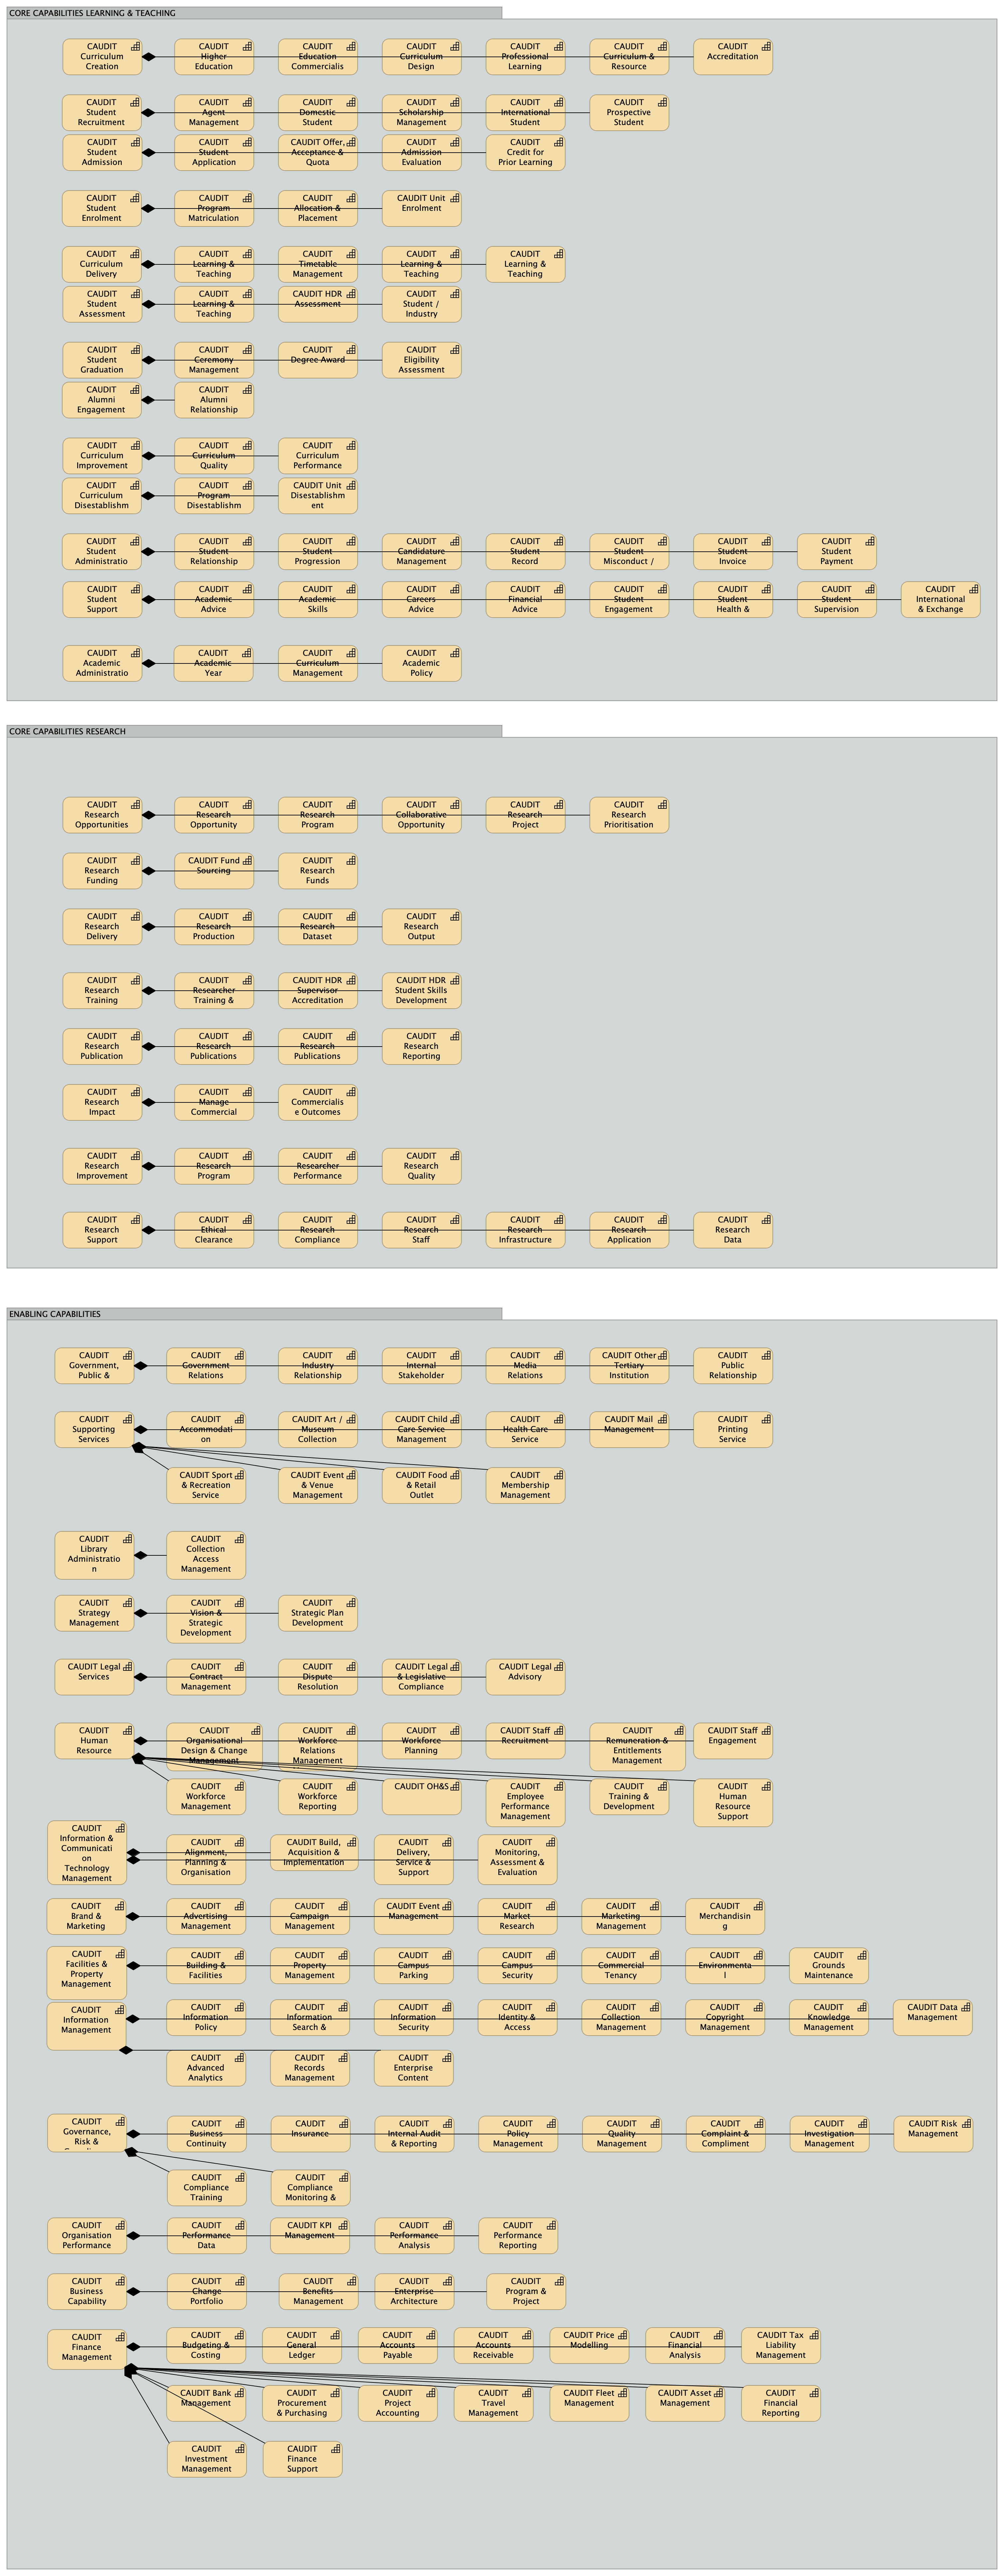 CORE CAPABILITIES LEARNING & TEACHING
CAUDIT
Curriculum
Creation
CAUDIT
Higher
Education
CAUDIT
Education
Commercialis
CAUDIT
Curriculum
Design
CAUDIT
Professional
Learning
CAUDIT
Curriculum &
Resource
CAUDIT
Accreditation
CAUDIT
Student
Recruitment
CAUDIT
Agent
Management
CAUDIT
Domestic
Student
CAUDIT
Scholarship
Management
CAUDIT
International
Student
CAUDIT
Prospective
Student
CAUDIT
Student
Admission
CAUDIT
Student
Application
CAUDIT Offer,
Acceptance &
Quota
CAUDIT
Admission
Evaluation
CAUDIT
Credit for
Prior Learning
CAUDIT
Student
Enrolment
CAUDIT
Program
Matriculation
CAUDIT
Allocation &
Placement
CAUDIT Unit
Enrolment
CAUDIT
Curriculum
Delivery
CAUDIT
Learning &
Teaching
CAUDIT
Timetable
Management
CAUDIT
Learning &
Teaching
CAUDIT
Learning &
Teaching
CAUDIT
Student
Assessment
CAUDIT
Learning &
Teaching
CAUDIT HDR
Assessment
CAUDIT
Student /
Industry
CAUDIT
Student
Graduation
CAUDIT
Ceremony
Management
CAUDIT
Degree Award
CAUDIT
Eligibility
Assessment
CAUDIT
Alumni
Engagement
CAUDIT
Alumni
Relationship
CAUDIT
Curriculum
Improvement
CAUDIT
Curriculum
Quality
CAUDIT
Curriculum
Performance
CAUDIT
Curriculum
Disestablishm
CAUDIT
Program
Disestablishm
CAUDIT Unit
Disestablishm
ent
CAUDIT
Student
Administratio
CAUDIT
Student
Relationship
CAUDIT
Student
Progression
CAUDIT
Candidature
Management
CAUDIT
Student
Record
CAUDIT
Student
Misconduct /
CAUDIT
Student
Invoice
CAUDIT
Student
Payment
CAUDIT
Student
Support
CAUDIT
Academic
Advice
CAUDIT
Academic
Skills
CAUDIT
Careers
Advice
CAUDIT
Financial
Advice
CAUDIT
Student
Engagement
CAUDIT
Student
Health &
CAUDIT
Student
Supervision
CAUDIT
International
& Exchange
CAUDIT
Academic
Administratio
CAUDIT
Academic
Year
CAUDIT
Curriculum
Management
CAUDIT
Academic
Policy
CORE CAPABILITIES RESEARCH
CAUDIT
Research
Opportunities
CAUDIT
Research
Opportunity
CAUDIT
Research
Program
CAUDIT
Collaborative
Opportunity
CAUDIT
Research
Project
CAUDIT
Research
Prioritisation
CAUDIT
Research
Funding
CAUDIT Fund
Sourcing
CAUDIT
Research
Funds
CAUDIT
Research
Delivery
CAUDIT
Research
Production
CAUDIT
Research
Dataset
CAUDIT
Research
Output
CAUDIT
Research
Training
CAUDIT
Researcher
Training &
CAUDIT HDR
Supervisor
Accreditation
CAUDIT HDR
Student Skills
Development
CAUDIT
Research
Publication
CAUDIT
Research
Publications
CAUDIT
Research
Publications
CAUDIT
Research
Reporting
CAUDIT
Research
Impact
CAUDIT
Manage
Commercial
CAUDIT
Commercialis
e Outcomes
CAUDIT
Research
Improvement
CAUDIT
Research
Program
CAUDIT
Researcher
Performance
CAUDIT
Research
Quality
CAUDIT
Research
Support
CAUDIT
Ethical
Clearance
CAUDIT
Research
Compliance
CAUDIT
Research
Staff
CAUDIT
Research
Infrastructure
CAUDIT
Research
Application
CAUDIT
Research
Data
ENABLING CAPABILITIES
CAUDIT
Government,
Public &
CAUDIT
Government
Relations
CAUDIT
Industry
Relationship
CAUDIT
Internal
Stakeholder
CAUDIT
Media
Relations
CAUDIT Other
Tertiary
Institution
CAUDIT
Public
Relationship
CAUDIT
Supporting
Services
CAUDIT
Accommodati
on
CAUDIT Art /
Museum
Collection
CAUDIT Child
Care Service
Management
CAUDIT
Health Care
Service
CAUDIT Mail
Management
CAUDIT
Printing
Service
CAUDIT Sport
& Recreation
Service
CAUDIT Event
& Venue
Management
CAUDIT Food
& Retail
Outlet
CAUDIT
Membership
Management
CAUDIT
Library
Administratio
n
CAUDIT
Collection
Access
Management
CAUDIT
Strategy
Management
CAUDIT
Vision &
Strategic
Development
CAUDIT
Strategic Plan
Development
CAUDIT Legal
Services
CAUDIT
Contract
Management
CAUDIT
Dispute
Resolution
CAUDIT Legal
& Legislative
Compliance
CAUDIT Legal
Advisory
CAUDIT
Human
Resource
CAUDIT
Organisational
Design & Change
Management
CAUDIT
Workforce
Relations
Management
CAUDIT
Workforce
Planning
CAUDIT Staff
Recruitment
CAUDIT
Remuneration &
Entitlements
Management
CAUDIT Staff
Engagement
CAUDIT
Workforce
Management
CAUDIT
Workforce
Reporting
CAUDIT OH&S
CAUDIT
Employee
Performance
Management
CAUDIT
Training &
Development
CAUDIT
Human
Resource
Support
CAUDIT
Information &
Communicati
on
Technology
Management
CAUDIT
Alignment,
Planning &
Organisation
CAUDIT Build,
Acquisition &
Implementation
CAUDIT
Delivery,
Service &
Support
CAUDIT
Monitoring,
Assessment &
Evaluation
CAUDIT
Brand &
Marketing
CAUDIT
Advertising
Management
CAUDIT
Campaign
Management
CAUDIT Event
Management
CAUDIT
Market
Research
CAUDIT
Marketing
Management
CAUDIT
Merchandisin
g
CAUDIT
Facilities &
Property
Management
CAUDIT
Building &
Facilities
CAUDIT
Property
Management
CAUDIT
Campus
Parking
CAUDIT
Campus
Security
CAUDIT
Commercial
Tenancy
CAUDIT
Environmenta
l
CAUDIT
Grounds
Maintenance
CAUDIT
Information
Management
CAUDIT
Information
Policy
CAUDIT
Information
Search &
CAUDIT
Information
Security
CAUDIT
Identity &
Access
CAUDIT
Collection
Management
CAUDIT
Copyright
Management
CAUDIT
Knowledge
Management
CAUDIT Data
Management
CAUDIT
Advanced
Analytics
CAUDIT
Records
Management
CAUDIT
Enterprise
Content
CAUDIT
Governance,
Risk &
CAUDIT
Business
Continuity
CAUDIT
Insurance
CAUDIT
Internal Audit
& Reporting
CAUDIT
Policy
Management
CAUDIT
Quality
Management
CAUDIT
Complaint &
Compliment
CAUDIT
Investigation
Management
CAUDIT Risk
Management
CAUDIT
Compliance
Training
CAUDIT
Compliance
Monitoring &
CAUDIT
Organisation
Performance
CAUDIT
Performance
Data
CAUDIT KPI
Management
CAUDIT
Performance
Analysis
CAUDIT
Performance
Reporting
CAUDIT
Business
Capability
CAUDIT
Change
Portfolio
CAUDIT
Benefits
Management
CAUDIT
Enterprise
Architecture
CAUDIT
Program &
Project
CAUDIT
Finance
Management
CAUDIT
Budgeting &
Costing
CAUDIT
General
Ledger
CAUDIT
Accounts
Payable
CAUDIT
Accounts
Receivable
CAUDIT Price
Modelling
CAUDIT
Financial
Analysis
CAUDIT Tax
Liability
Management
CAUDIT Bank
Management
CAUDIT
Procurement
& Purchasing
CAUDIT
Project
Accounting
CAUDIT
Travel
Management
CAUDIT Fleet
Management
CAUDIT Asset
Management
CAUDIT
Financial
Reporting
CAUDIT
Investment
Management
CAUDIT
Finance
Support